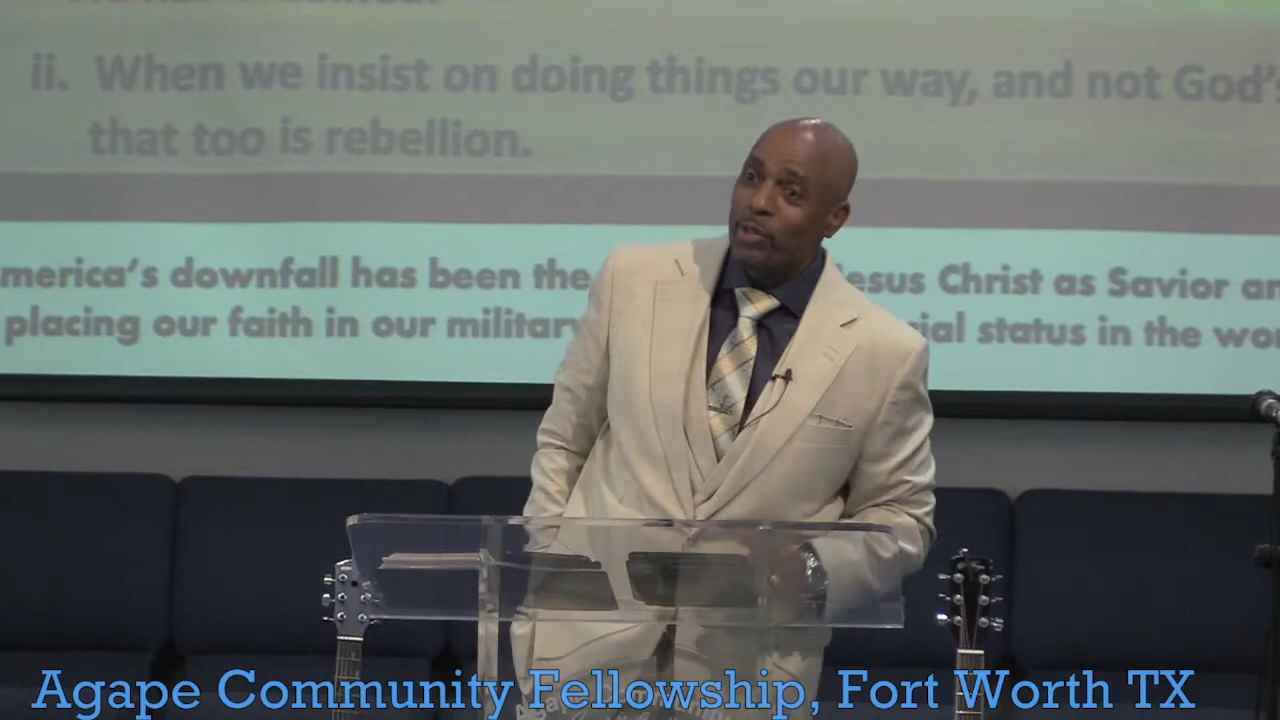 ii. When we insist on doing things our way, and not God's
that too is rebellion.
merica's downfall has been the esus Christ as Savior an
placing our faith in our military ial status in the wo
Agape Community Fellowship, Fort Worth TX